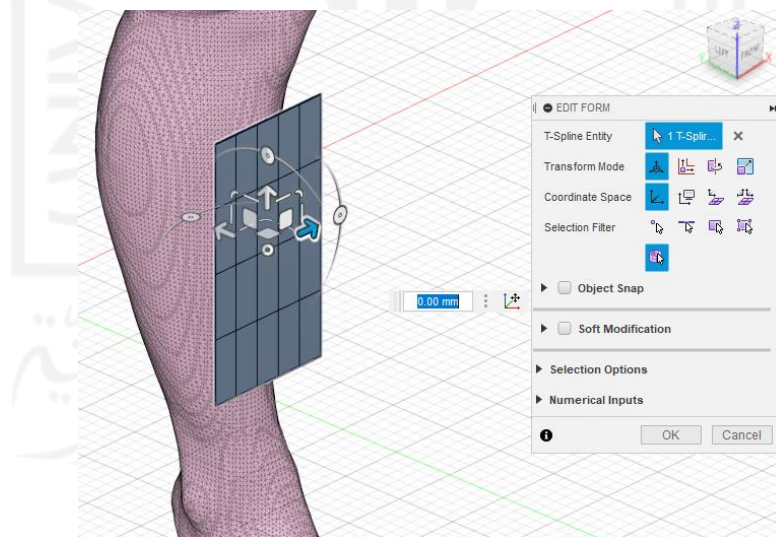 LEFT FRONT
EDIT FORM
T-Spline Entity 1 T-Splin...
Transform Mode
Coordinate Space
Selection Filter
0.00 mm
Object Snap
Soft Modification
Selection Options
Numerical Inputs
OK Cancel